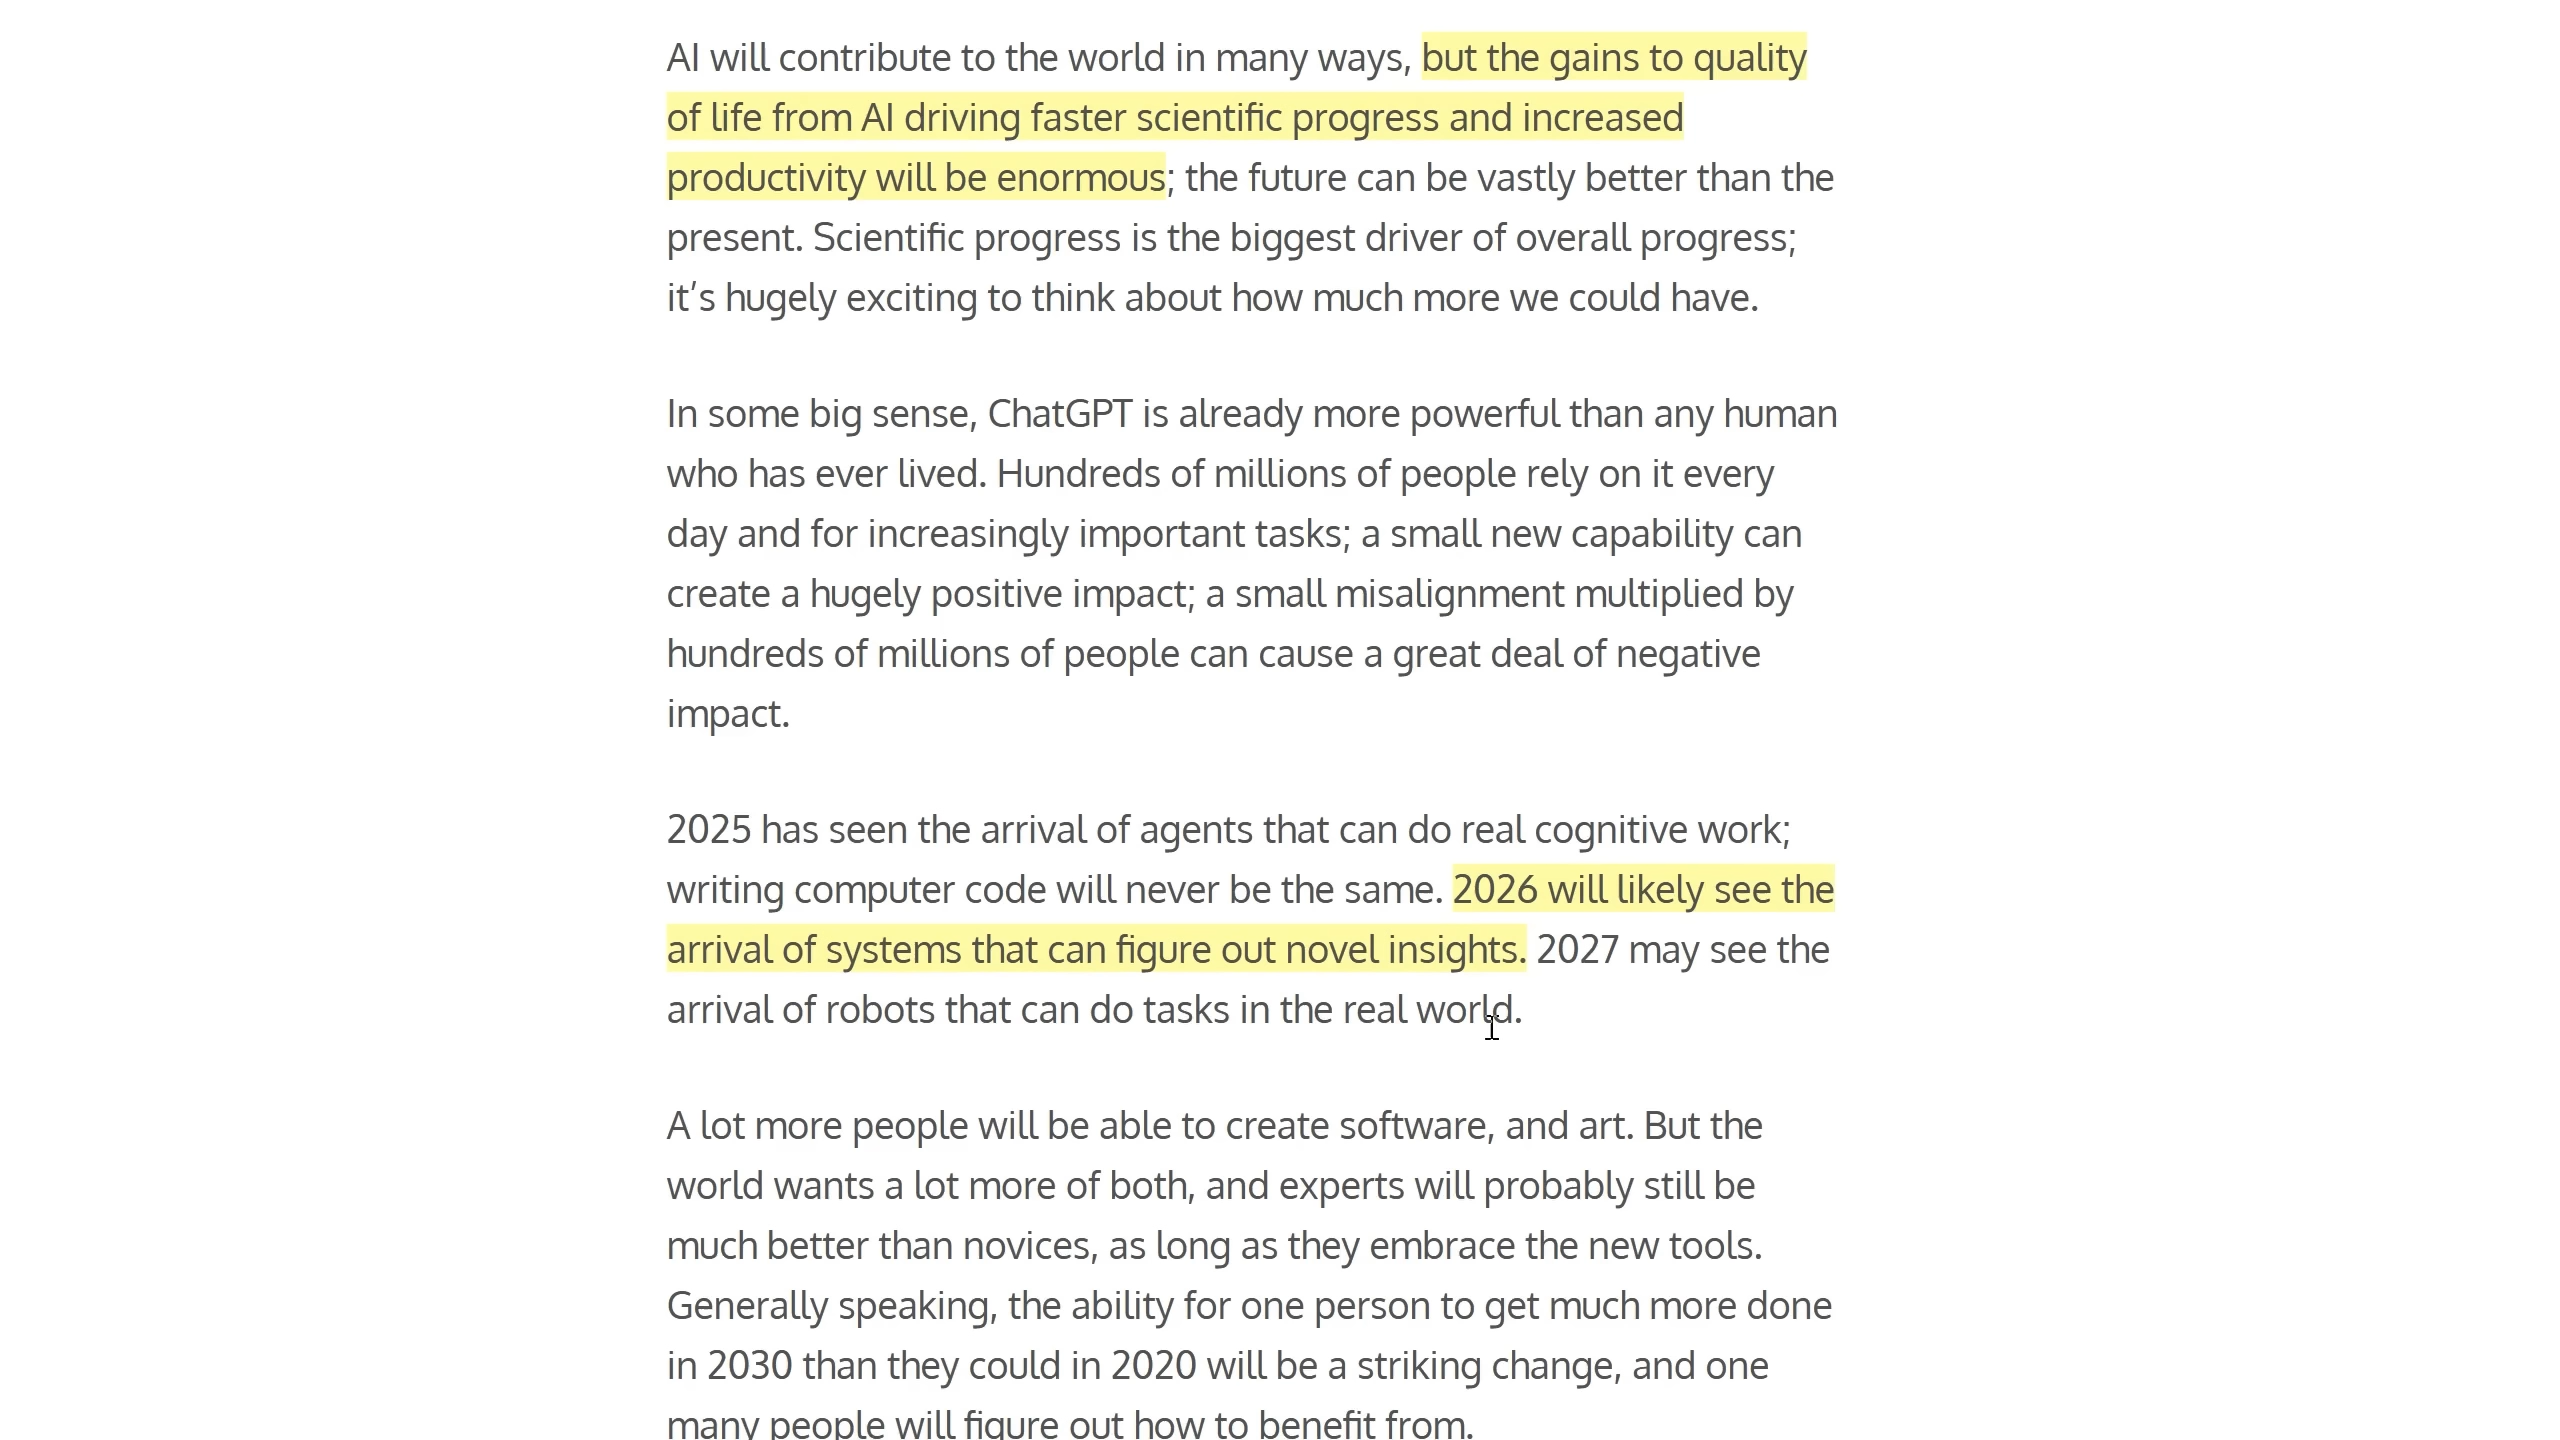 AI will contribute to the world in many ways, but the gains to quality
of life from AI driving faster scientific progress and increased
productivity will be enormous; the future can be vastly better than the
present. Scientific progress is the biggest driver of overall progress;
it’s hugely exciting to think about how much more we could have.
In some big sense, ChatGPT is already more powerful than any human
who has ever lived. Hundreds of millions of people rely on it every
day and for increasingly important tasks; a small new capability can
create a hugely positive impact; a small misalignment multiplied by
hundreds of millions of people can cause a great deal of negative
impact.
2025 has seen the arrival of agents that can do real cognitive work;
writing computer code will never be the same. 2026 will likely see the
arrival of systems that can figure out novel insights. 2027 may see the
arrival of robots that can do tasks in the real world.
A lot more people will be able to create software, and art. But the
world wants a lot more of both, and experts will probably still be
much better than novices, as long as they embrace the new tools.
Generally speaking, the ability for one person to get much more done
in 2030 than they could in 2020 will be a striking change, and one
many people will figure out how to benefit from.